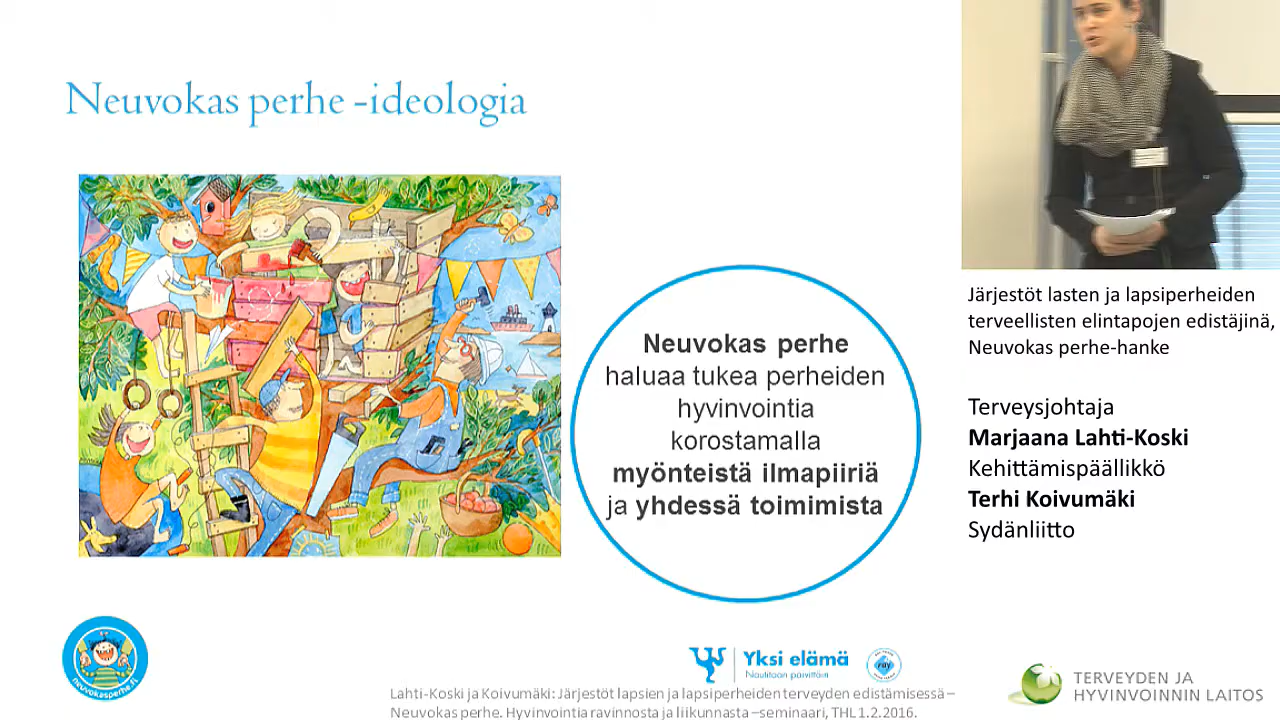 Neuvokas perhe -ideologia
Neuvokas perhe
haluaa tukea perheiden
hyvinvointia
korostamalla
myönteistä ilmapiiriä
ja yhdessä toimimista
Järjestöt lasten ja lapsiperheiden
terveellisten elintapojen edistäjinä,
Neuvokas perhe-hanke
Terveysjohtaja
Marjaana Lahti-Koski
Kehittämispäällikkö
Terhi Koivumäki
Sydänliitto
neuvokasperhe.fi
Yksi elämä
Nautitaan päivittäin
ray
Lahti-Koski ja Koivumäki: Järjestöt lapsien ja lapsiperheiden terveyden edistämisessä –
Neuvokas perhe. Hyvinvointia ravinnosta ja liikunnasta –seminaari, THL 1.2.2016.
TERVEYDEN JA
HYVINVOINNIN LAITOS